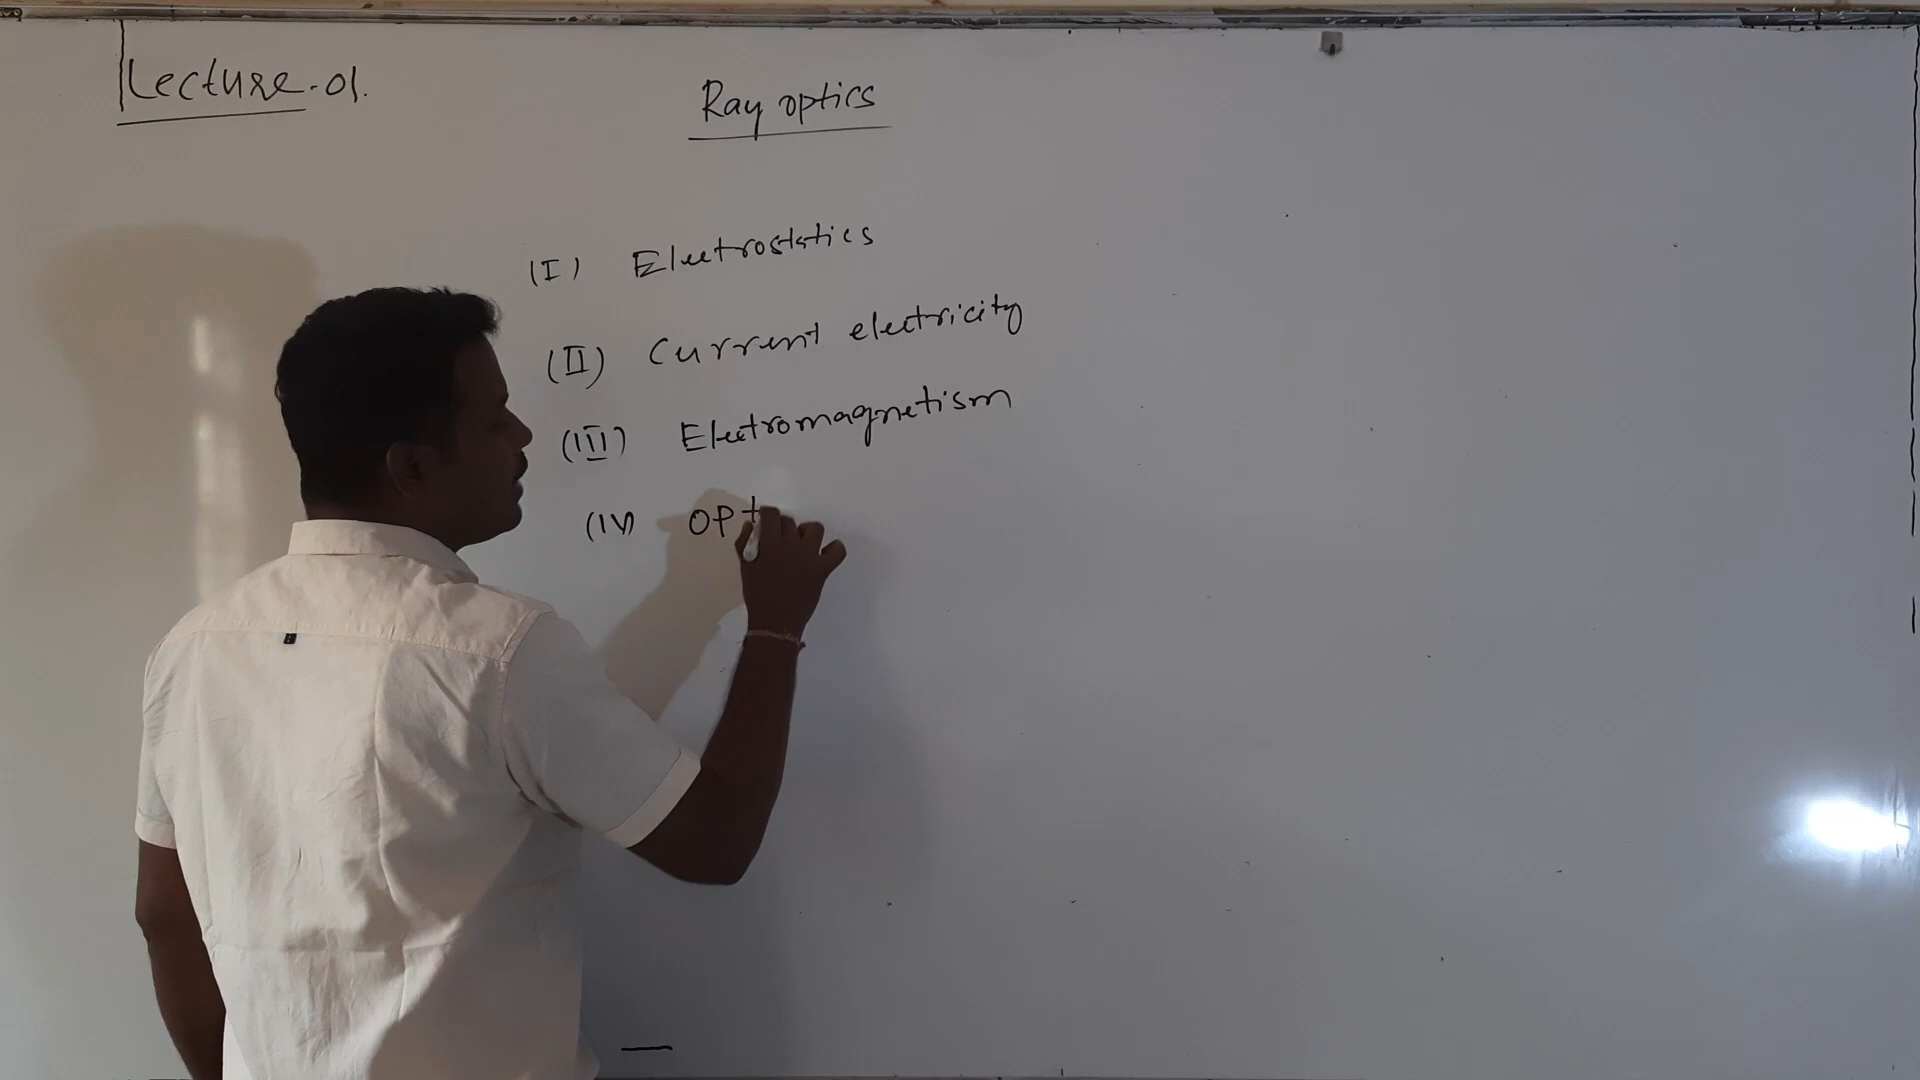 Lecture-01.
Ray optics
(I) Electrostatics
(II) Current electricity
(III) Electromagnetism
(IV) opt